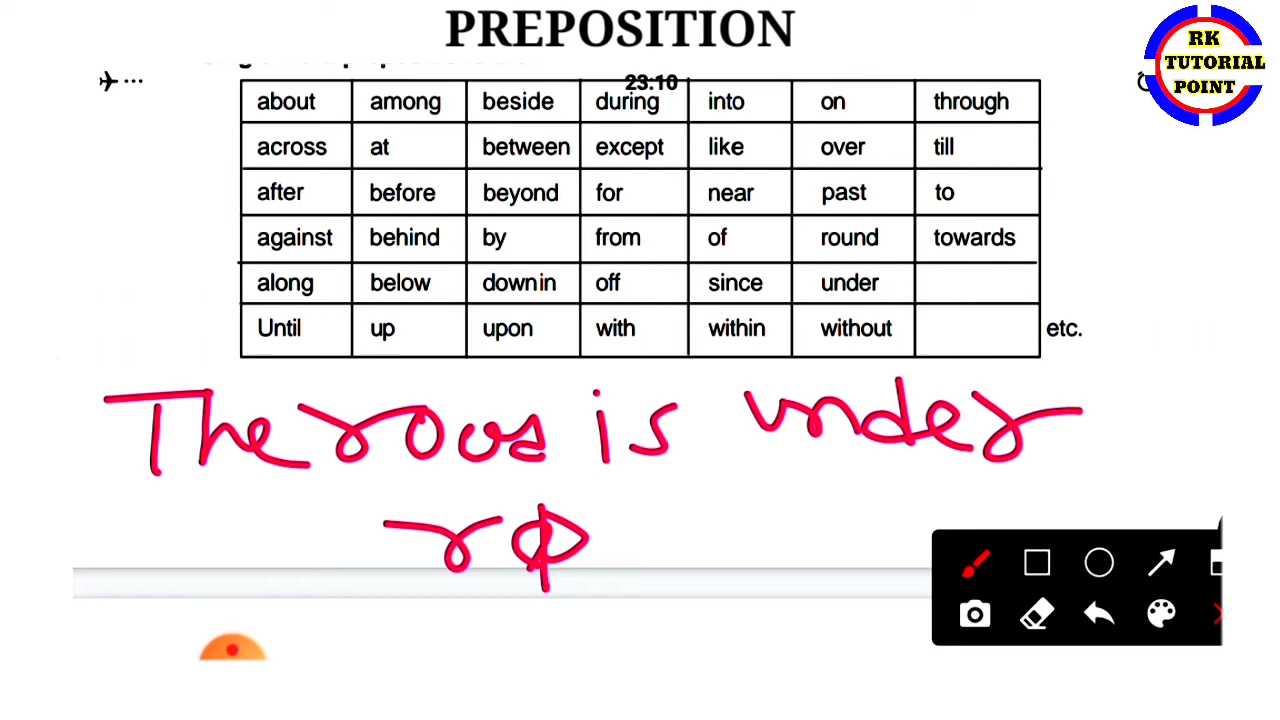 PREPOSITION
RK
TUTORIAL
POINT
23:10
about among beside during into on through
across at between except like over till
after before beyond for near past to
against behind by from of round towards
along below downin off since under
Until up upon with within without etc.
The is under